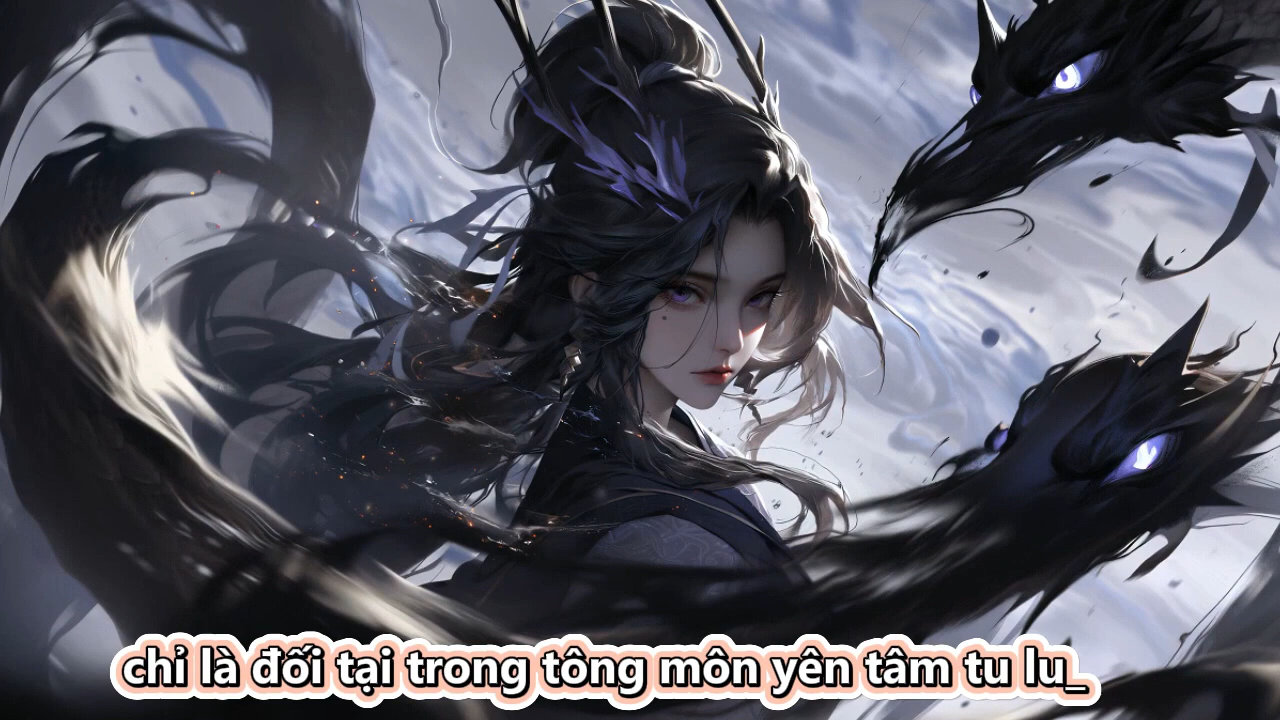 chỉ là đối tại trong tông môn yên tâm tu lu_